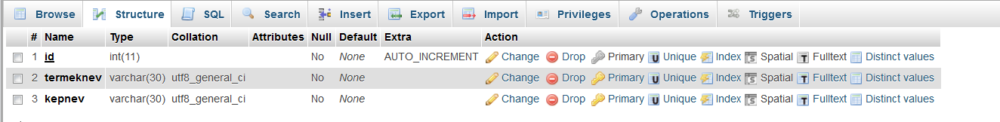 Browse Structure SQL Search Insert Export Import Privileges Operations Triggers
# Name Type Collation Attributes Null Default Extra Action
1 id int(11) No None AUTO_INCREMENT Change Drop Primary Unique Index Spatial Fulltext Distinct values
2 termeknev varchar(30) utf8_general_ci No None Change Drop Primary Unique Index Spatial Fulltext Distinct values
3 kepnev varchar(30) utf8_general_ci No None Change Drop Primary Unique Index Spatial Fulltext Distinct values